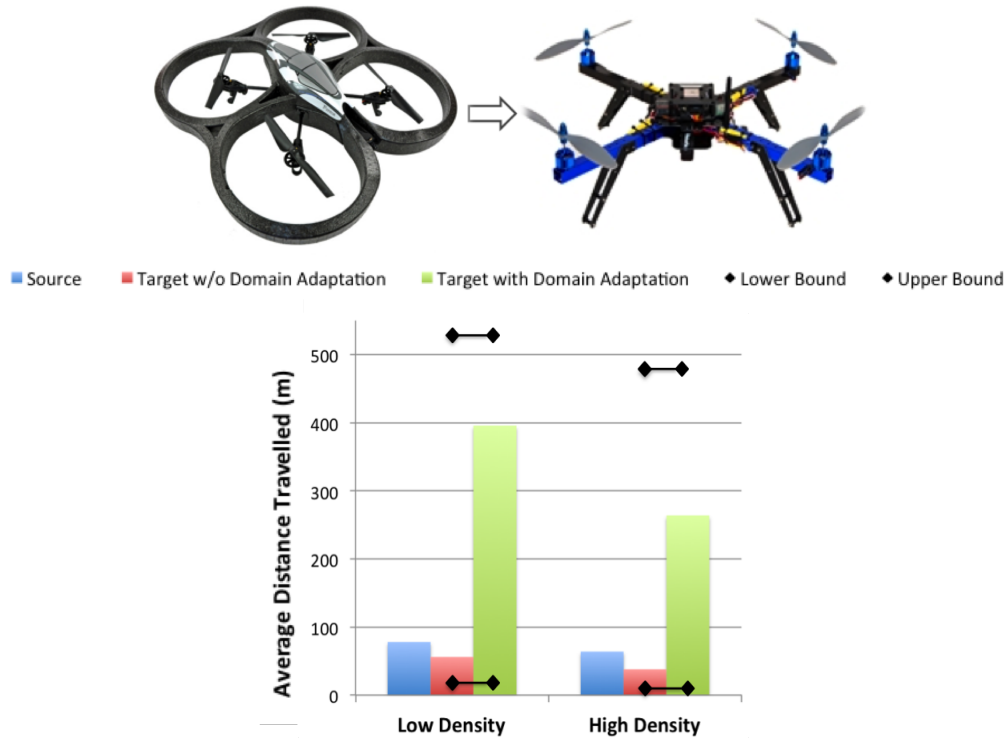 Source Target w/o Domain Adaptation Target with Domain Adaptation Lower Bound Upper Bound
Average Distance Travelled (m)
500
400
300
200
100
0
Low Density High Density